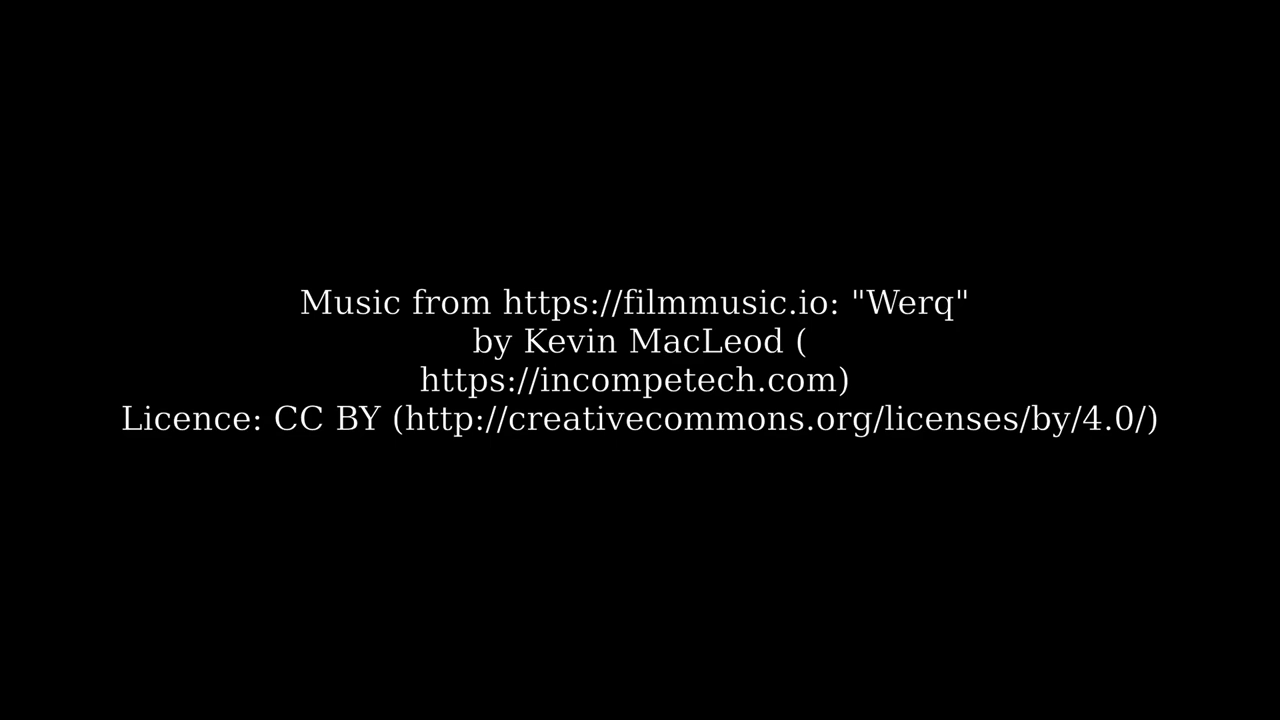 Music from https://filmmusic.io: "Werq"
by Kevin MacLeod (
https://incompetech.com)
Licence: CC BY (http://creativecommons.org/licenses/by/4.0/)